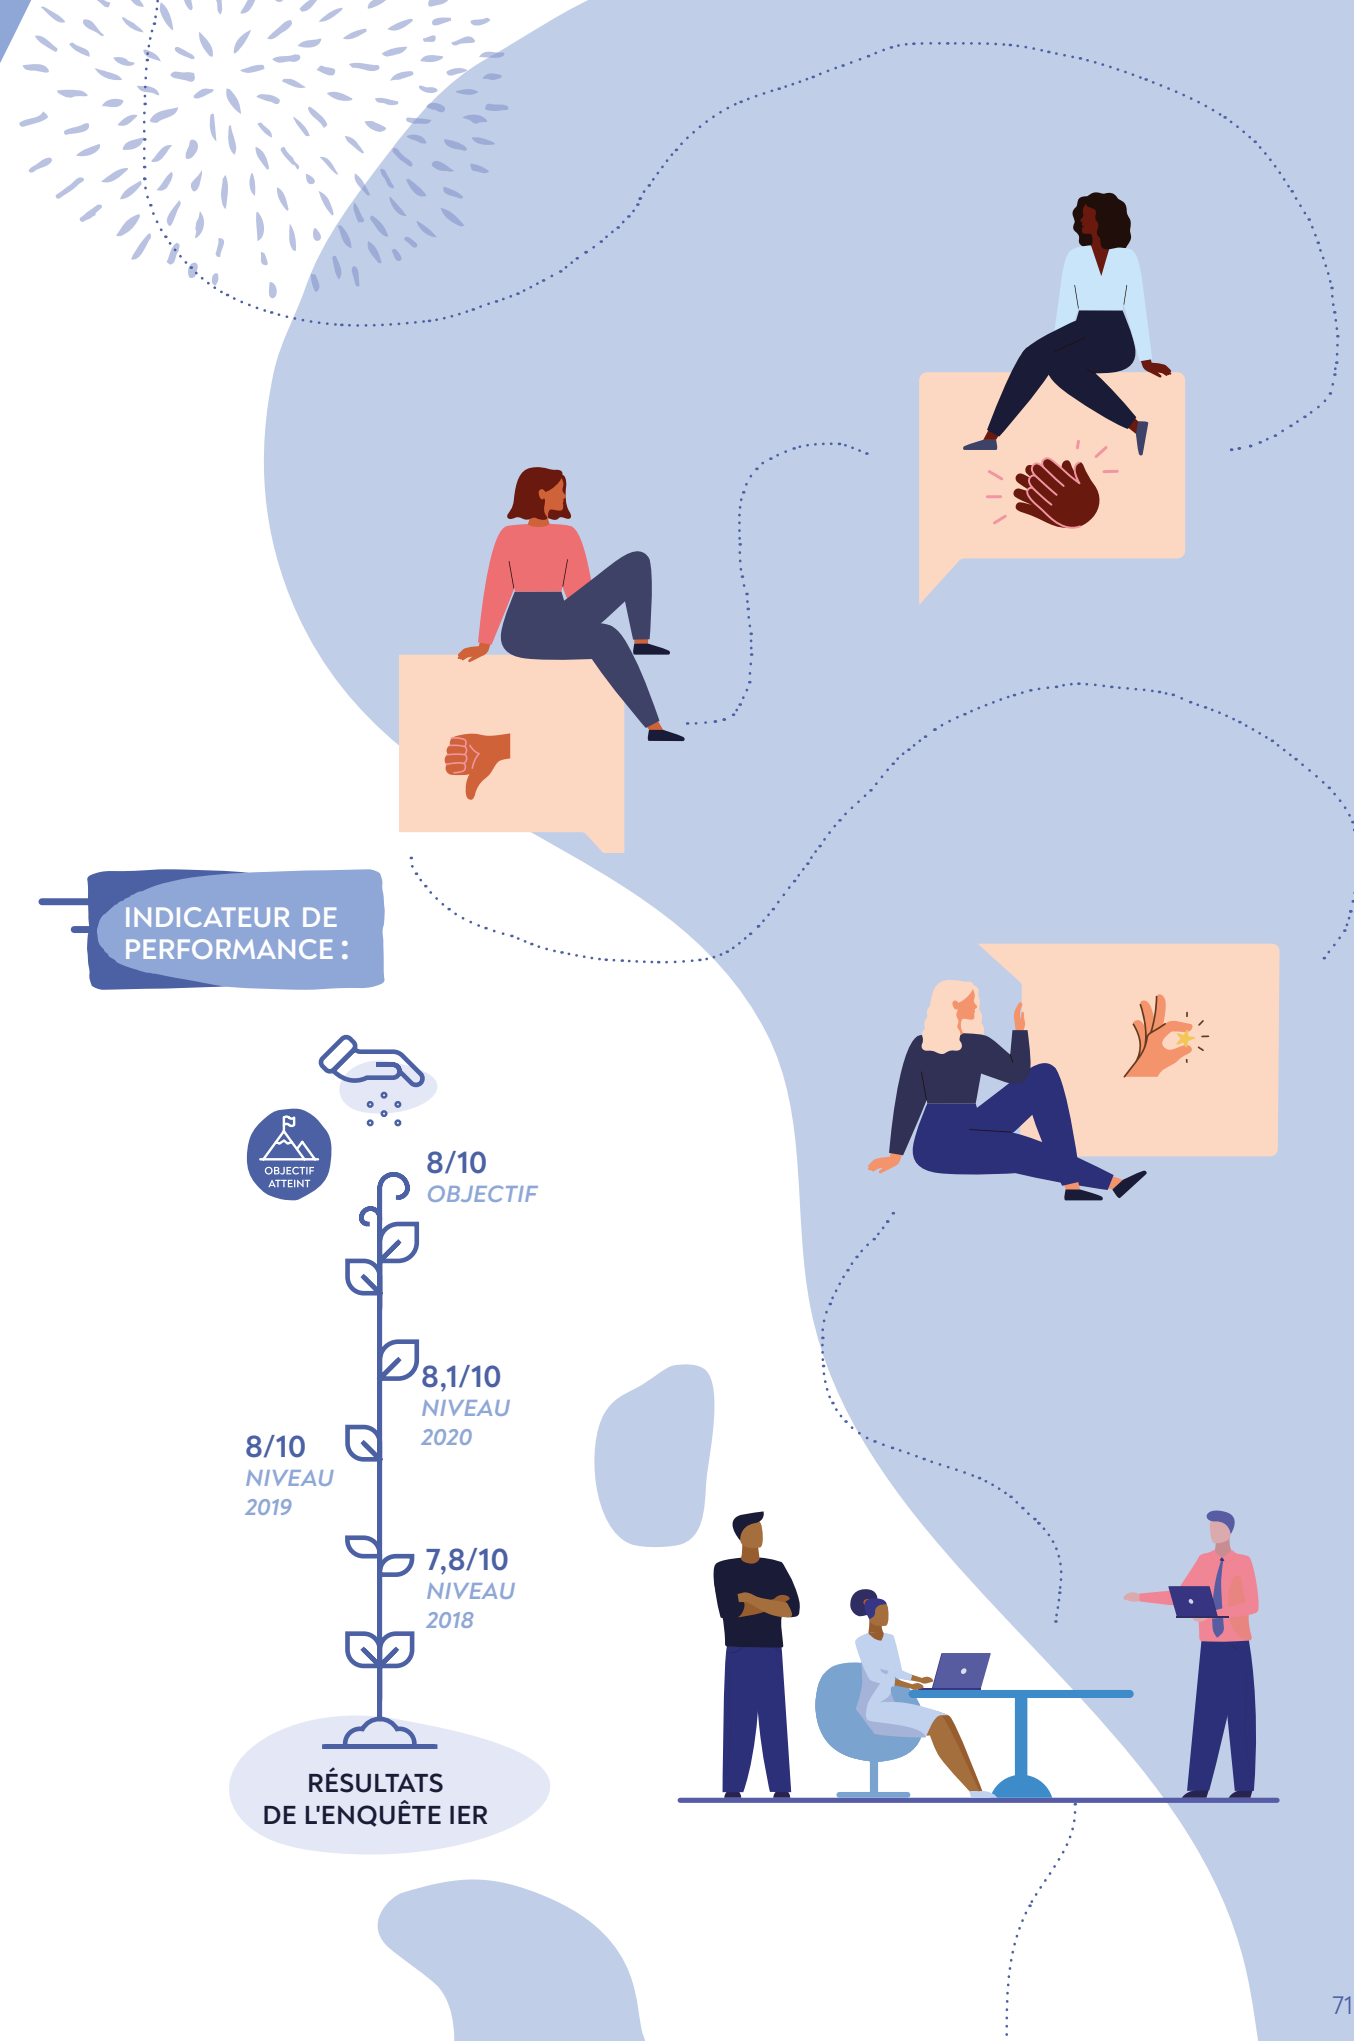 INDICATEUR DE
PERFORMANCE :
OBJECTIF
ATTEINT
8/10
OBJECTIF
8,1/10
NIVEAU
2020
8/10
NIVEAU
2019
7,8/10
NIVEAU
2018
RÉSULTATS
DE L'ENQUÊTE IER
71